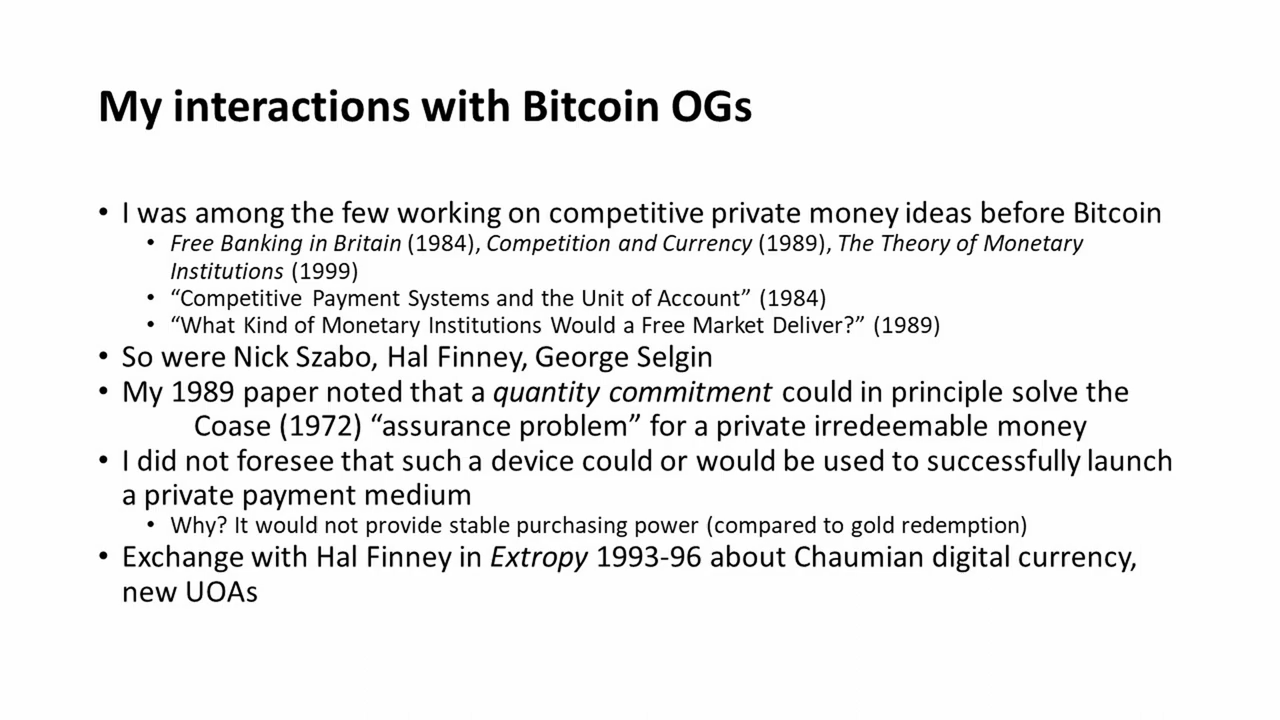 My interactions with Bitcoin OGs
• I was among the few working on competitive private money ideas before Bitcoin
• Free Banking in Britain (1984), Competition and Currency (1989), The Theory of Monetary
Institutions (1999)
• “Competitive Payment Systems and the Unit of Account” (1984)
• “What Kind of Monetary Institutions Would a Free Market Deliver?” (1989)
• So were Nick Szabo, Hal Finney, George Selgin
• My 1989 paper noted that a quantity commitment could in principle solve the
Coase (1972) “assurance problem” for a private irredeemable money
• I did not foresee that such a device could or would be used to successfully launch
a private payment medium
• Why? It would not provide stable purchasing power (compared to gold redemption)
• Exchange with Hal Finney in Extropy 1993-96 about Chaumian digital currency,
new UOAs